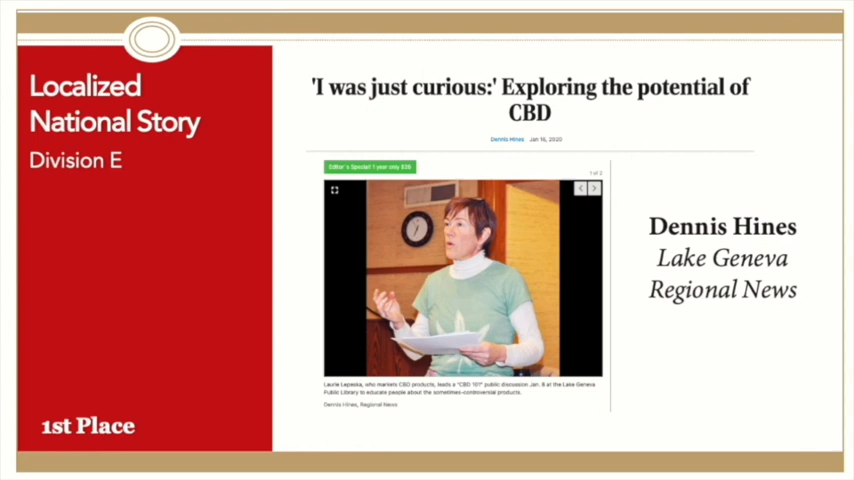 Localized
National Story
Division E
1st Place
'I was just curious:' Exploring the potential of
CBD
Dennis Hines Jan 16, 2020
Editor's Special! 1 year only $26
1 of 2
Laurie Lepeska, who markets CBD products, leads a "CBD 101" public discussion Jan. 8 at the Lake Geneva
Public Library to educate people about the sometimes-controversial products.
Dennis Hines, Regional News
Dennis Hines
Lake Geneva
Regional News